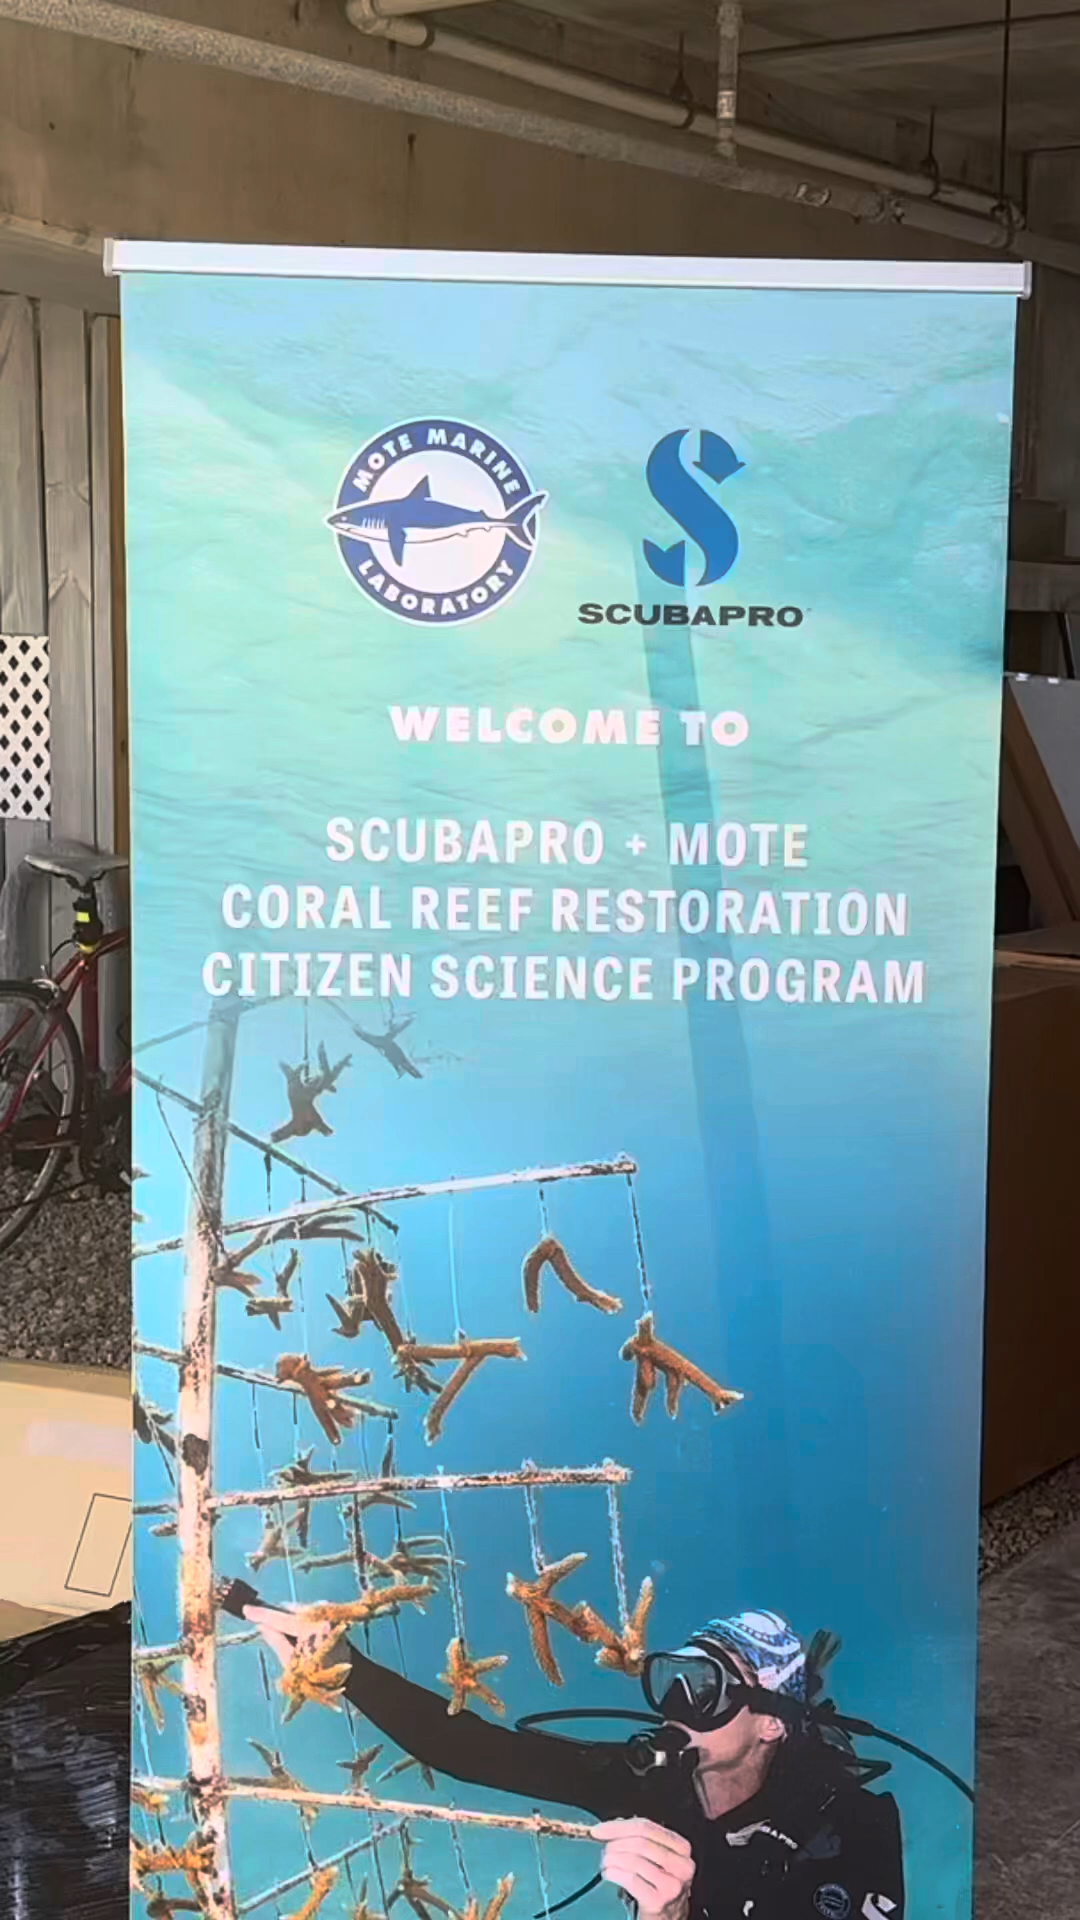 MOTE MARINE
LABORATORY
SCUBAPRO
WELCOME TO
SCUBAPRO + MOTE
CORAL REEF RESTORATION
CITIZEN SCIENCE PROGRAM